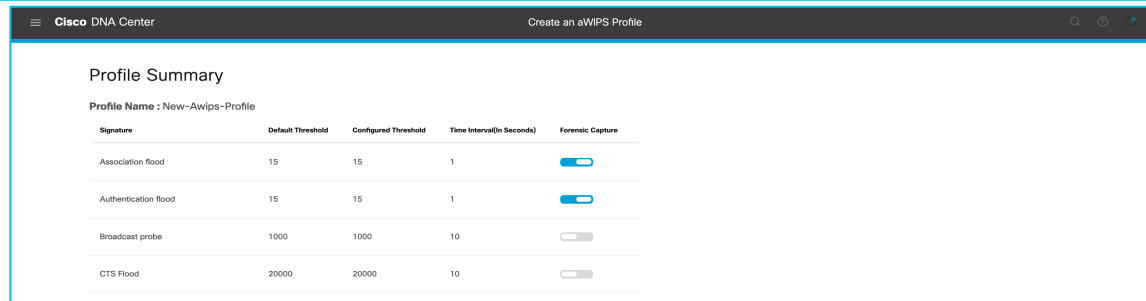 Cisco DNA Center Create an aWIPS Profile
Profile Summary
Profile Name : New-Awips-Profile
Signature Default Threshold Configured Threshold Time Interval(In Seconds) Forensic Capture
Association flood 15 15 1
Authentication flood 15 15 1
Broadcast probe 1000 1000 10
CTS Flood 20000 20000 10